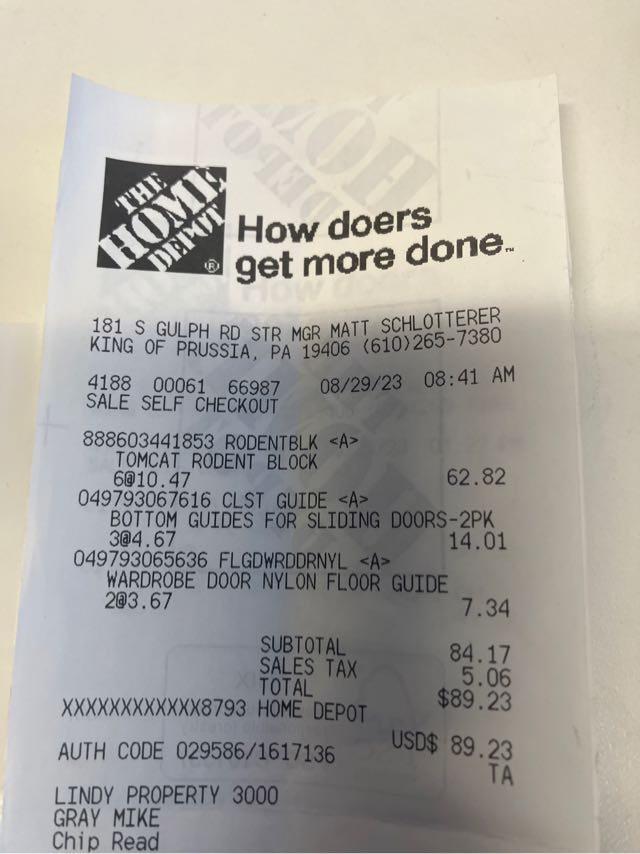 THE
HOME
DEPOT
®
How doers
get more done™
181 S GULPH RD STR MGR MATT SCHLOTTERER
KING OF PRUSSIA, PA 19406 (610)265-7380
4188 00061 66987 08/29/23 08:41 AM
SALE SELF CHECKOUT
888603441853 RODENTBLK <A>
TOMCAT RODENT BLOCK
6@10.47 62.82
049793067616 CLST GUIDE <A>
BOTTOM GUIDES FOR SLIDING DOORS-2PK
3@4.67 14.01
049793065636 FLGDWRDDRNYL <A>
WARDROBE DOOR NYLON FLOOR GUIDE
2@3.67 7.34
SUBTOTAL 84.17
SALES TAX 5.06
TOTAL $89.23
XXXXXXXXXXXX8793 HOME DEPOT
USD$ 89.23
AUTH CODE 029586/1617136 TA
LINDY PROPERTY 3000
GRAY MIKE
Chip Read